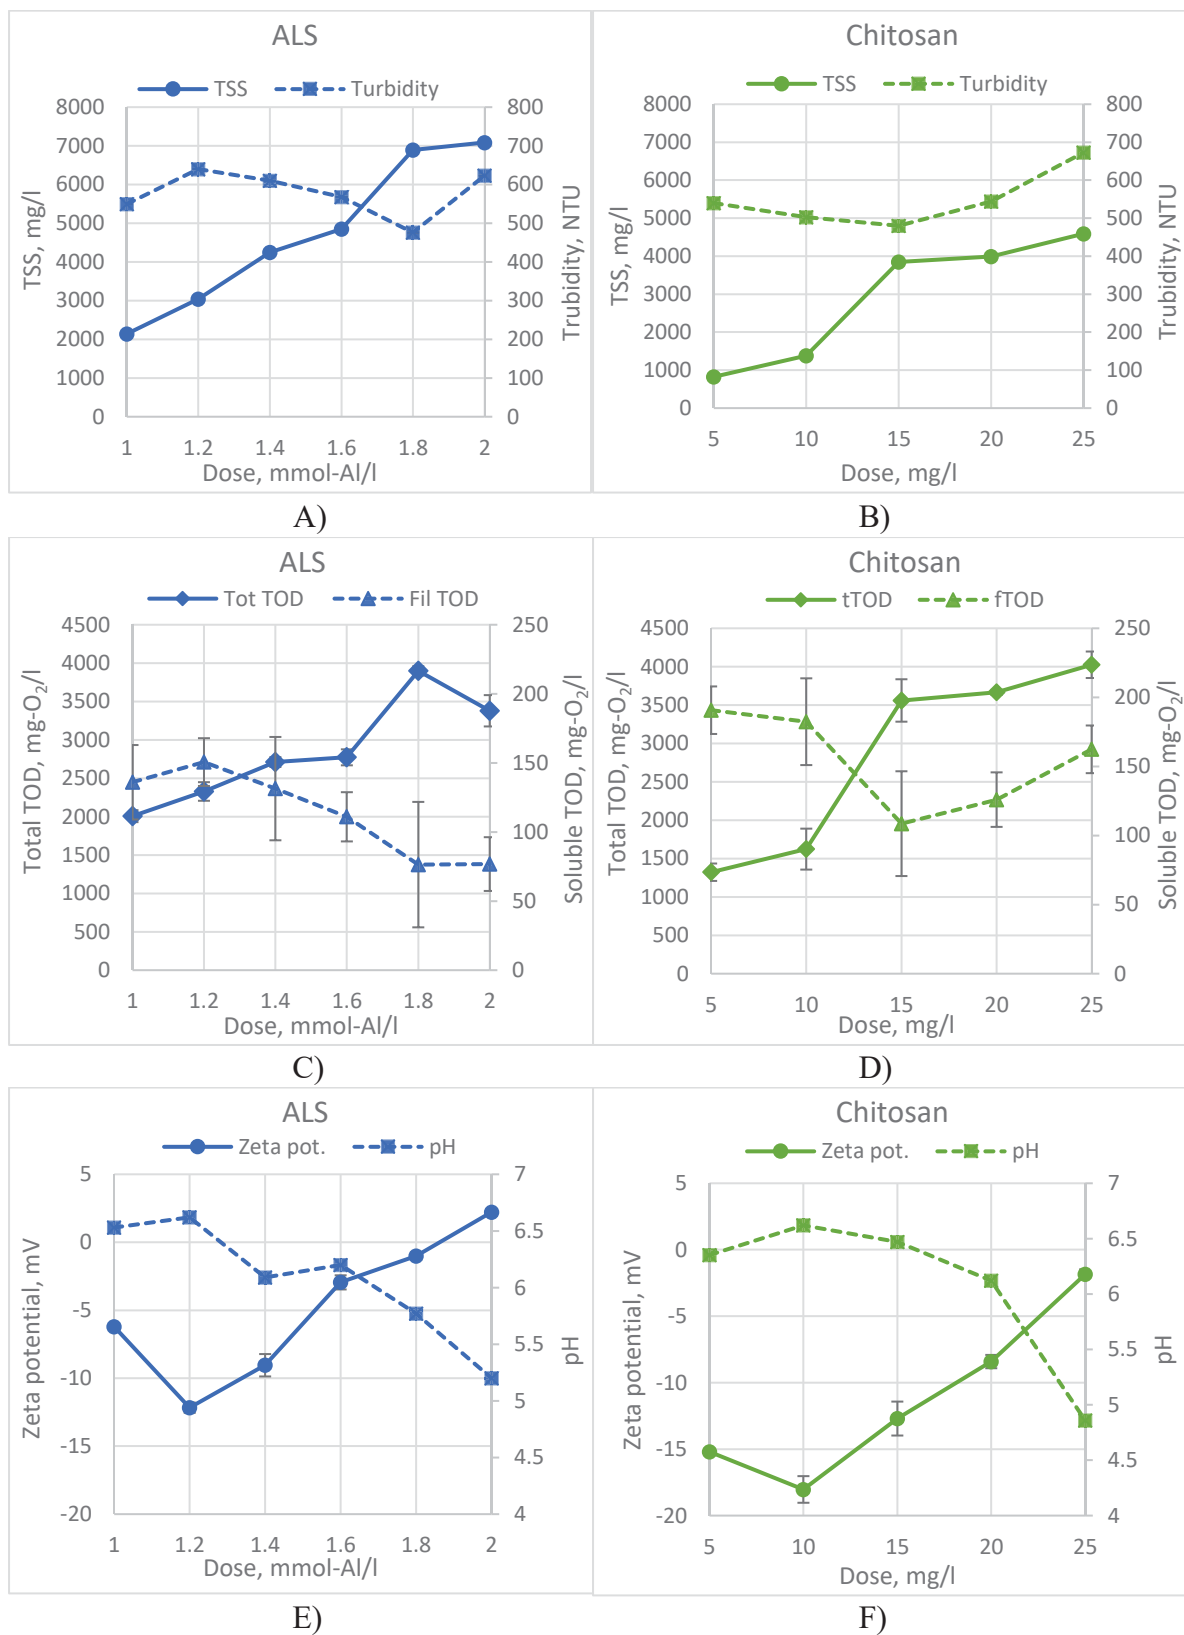 ALS
TSS Turbidity
8000
7000
6000
5000
4000
3000
2000
1000
0
TSS, mg/l
800
700
600
500
400
300
200
100
0
Trubidity, NTU
1 1.2 1.4 1.6 1.8 2
Dose, mmol-Al/l
A)
Chitosan
TSS Turbidity
8000
7000
6000
5000
4000
3000
2000
1000
0
TSS, mg/l
800
700
600
500
400
300
200
100
0
Trubidity, NTU
5 10 15 20 25
Dose, mg/l
B)
ALS
Tot TOD Fil TOD
4500
4000
3500
3000
2500
2000
1500
1000
500
0
Total TOD, mg-O₂/l
250
200
150
100
50
0
Soluble TOD, mg-O₂/l
1 1.2 1.4 1.6 1.8 2
Dose, mmol-Al/l
C)
Chitosan
tTOD fTOD
4500
4000
3500
3000
2500
2000
1500
1000
500
0
Total TOD, mg-O₂/l
250
200
150
100
50
0
Soluble TOD, mg-O₂/l
5 10 15 20 25
Dose, mg/l
D)
ALS
Zeta pot. pH
5
0
-5
-10
-15
-20
Zeta potential, mV
7
6.5
6
5.5
5
4.5
4
pH
1 1.2 1.4 1.6 1.8 2
Dose, mmol-Al/l
E)
Chitosan
Zeta pot. pH
5
0
-5
-10
-15
-20
Zeta potential, mV
7
6.5
6
5.5
5
4.5
4
pH
5 10 15 20 25
Dose, mg/l
F)